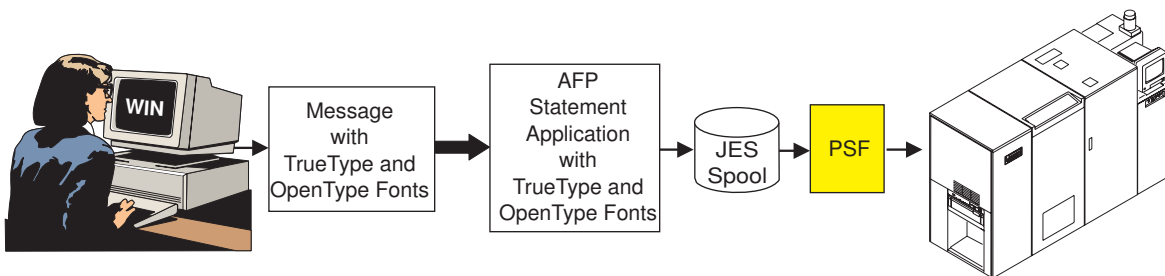 WIN
Message
with
TrueType and
OpenType Fonts
AFP
Statement
Application
with
TrueType and
OpenType Fonts
JES
Spool
PSF